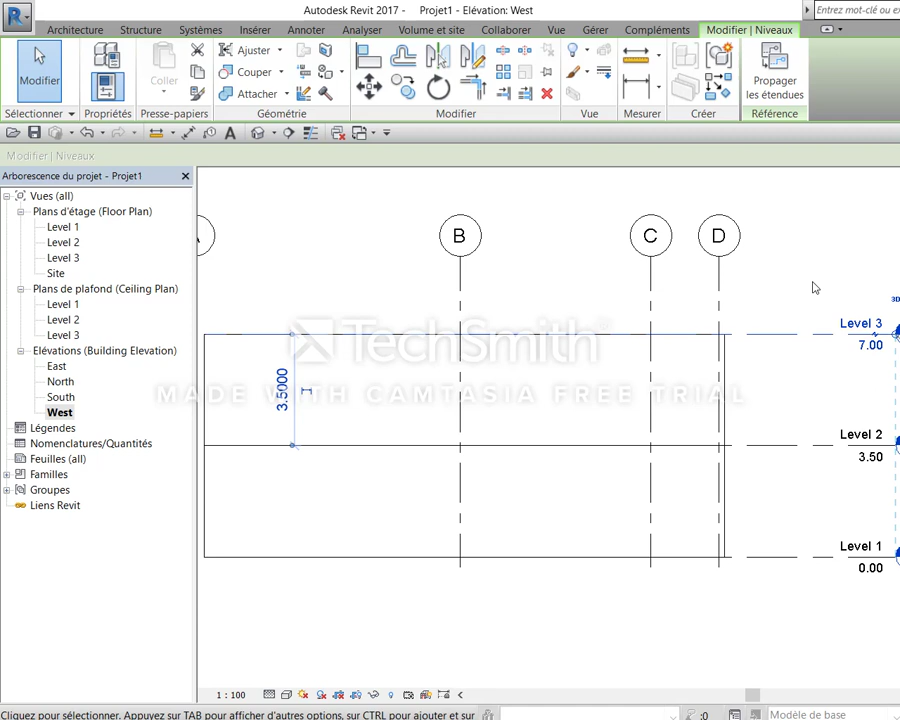 Autodesk Revit 2017 -     Projet1 - Elévation: West
Entrez mot-clé ou e
Architecture  Structure  Systèmes  Insérer  Annoter  Analyser  Volume et site  Collaborer  Vue  Gérer  Compléments  Modifier | Niveaux
Modifier
Coller
Ajuster
Couper
Attacher
Propager
les étendues
Sélectionner  Propriétés  Presse-papiers  Géométrie  Modifier  Vue  Mesurer  Créer  Référence
Modifier | Niveaux
Arborescence du projet - Projet1
Vues (all)
Plans d'étage (Floor Plan)
Level 1
Level 2
Level 3
Site
Plans de plafond (Ceiling Plan)
Level 1
Level 2
Level 3
Elévations (Building Elevation)
East
North
South
West
Légendes
Nomenclatures/Quantités
Feuilles (all)
Familles
Groupes
Liens Revit
B
C
D
3D
Level 3
7.00
TechSmith
MADE WITH CAMTASIA FREE TRIAL
3.5000
Level 2
3.50
Level 1
0.00
1 : 100
Cliquez pour sélectionner. Appuyez sur TAB pour afficher d'autres options, sur CTRL pour ajouter et sur
:0
Modèle de base